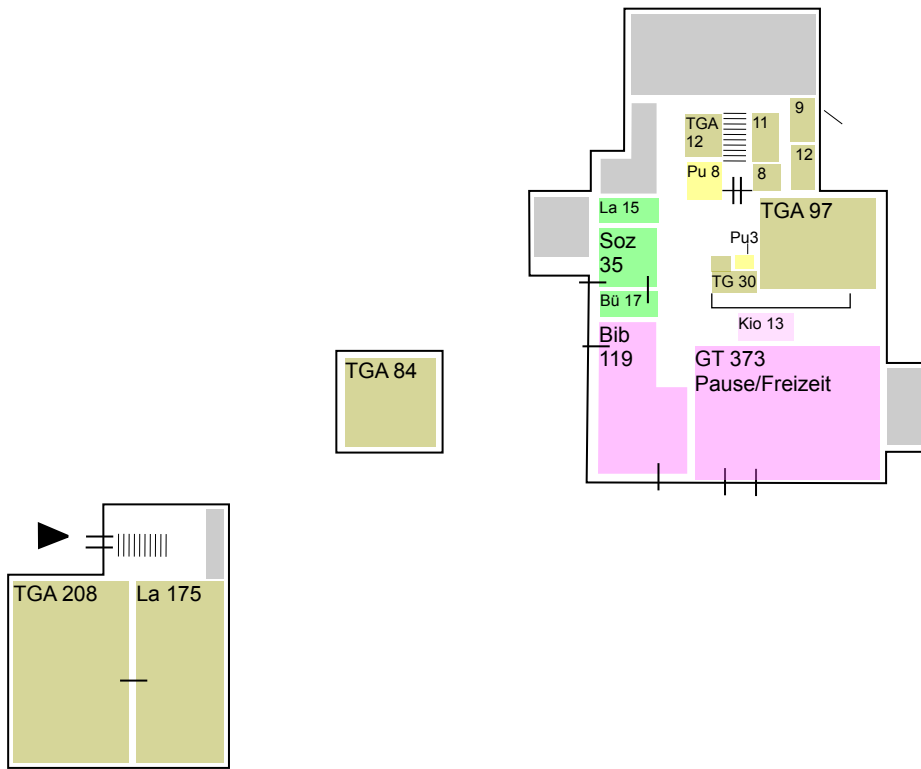 9
TGA
12
11
12
Pu 8
8
La 15
TGA 97
Soz
35
Pu3
TG 30
Bü 17
Kio 13
Bib
119
GT 373
Pause/Freizeit
TGA 84
TGA 208
La 175